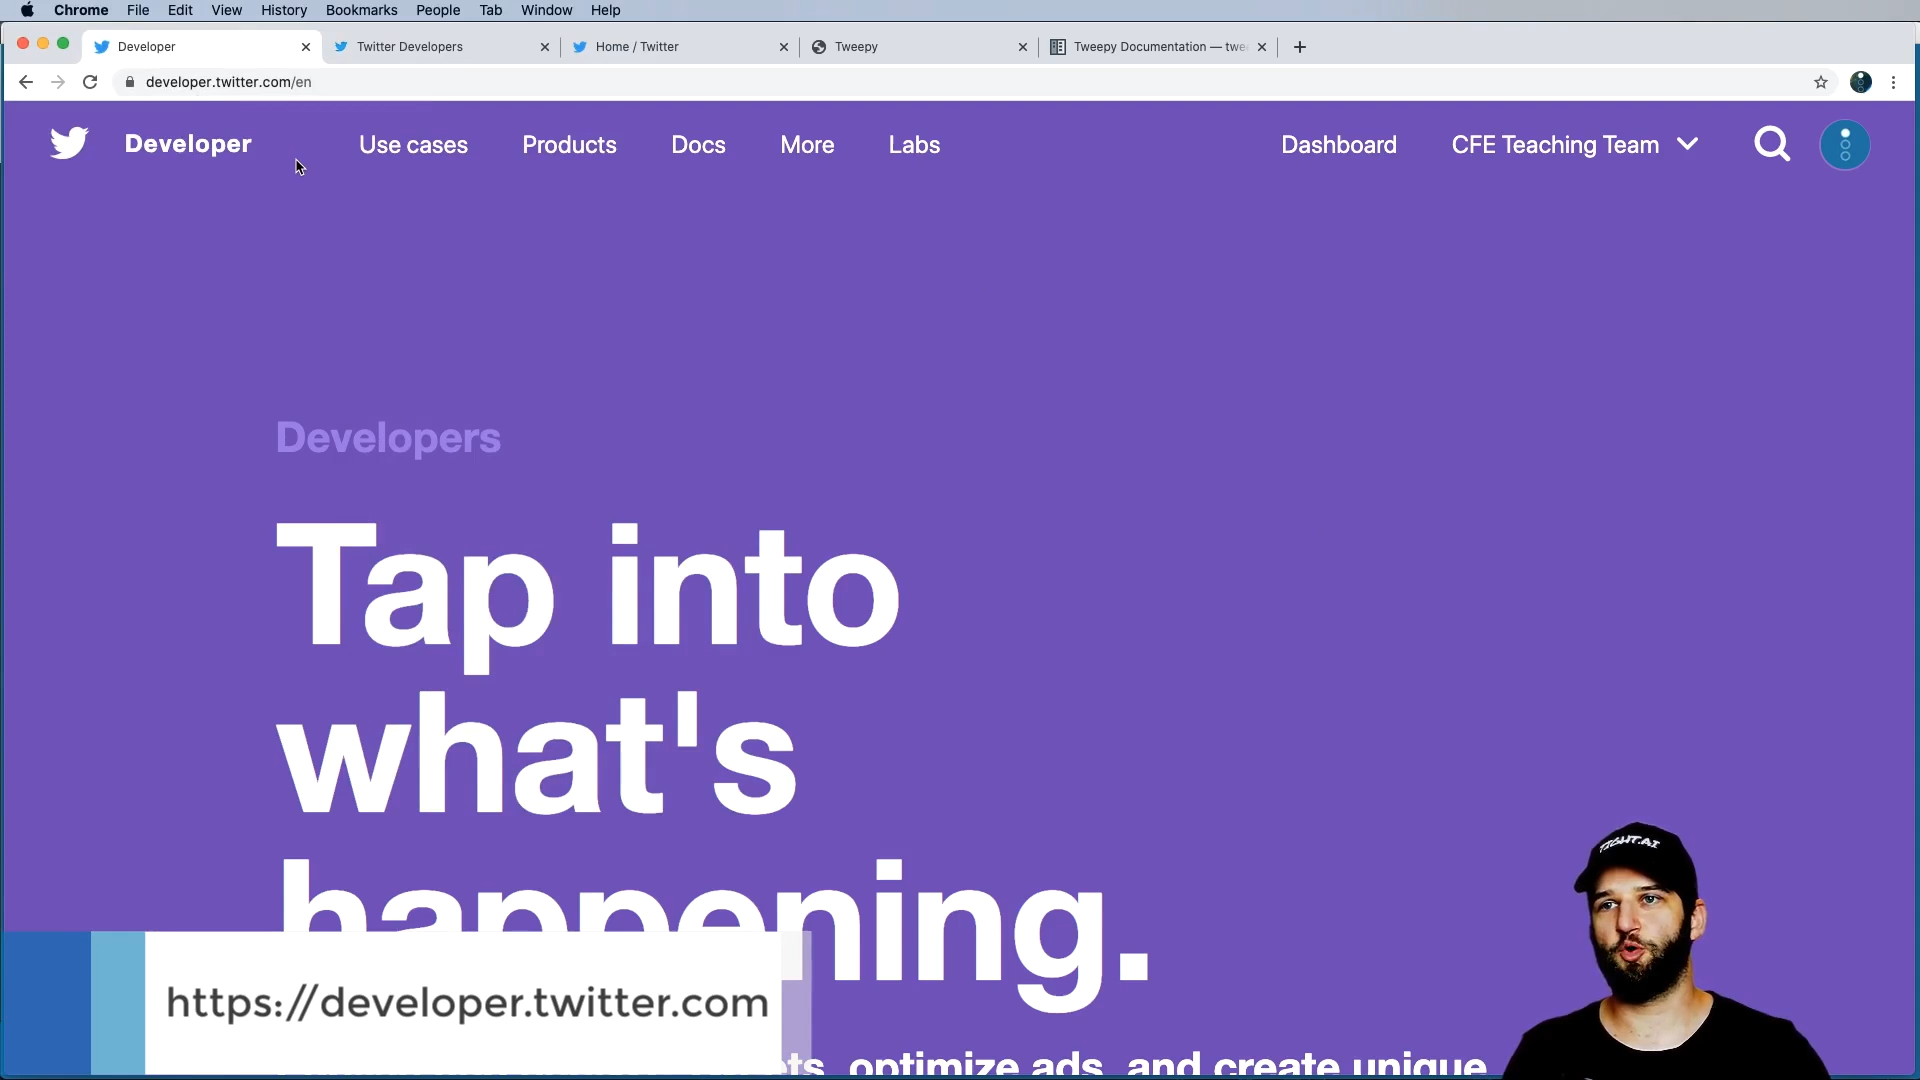 Chrome File Edit View History Bookmarks People Tab Window Help
Developer Twitter Developers Home / Twitter Tweepy Tweepy Documentation — twe
developer.twitter.com/en
Developer Use cases Products Docs More Labs Dashboard CFE Teaching Team
Developers
Tap into
what's
happening.
https://developer.twitter.com
optimize ads, and create unique
TIGHT.AI